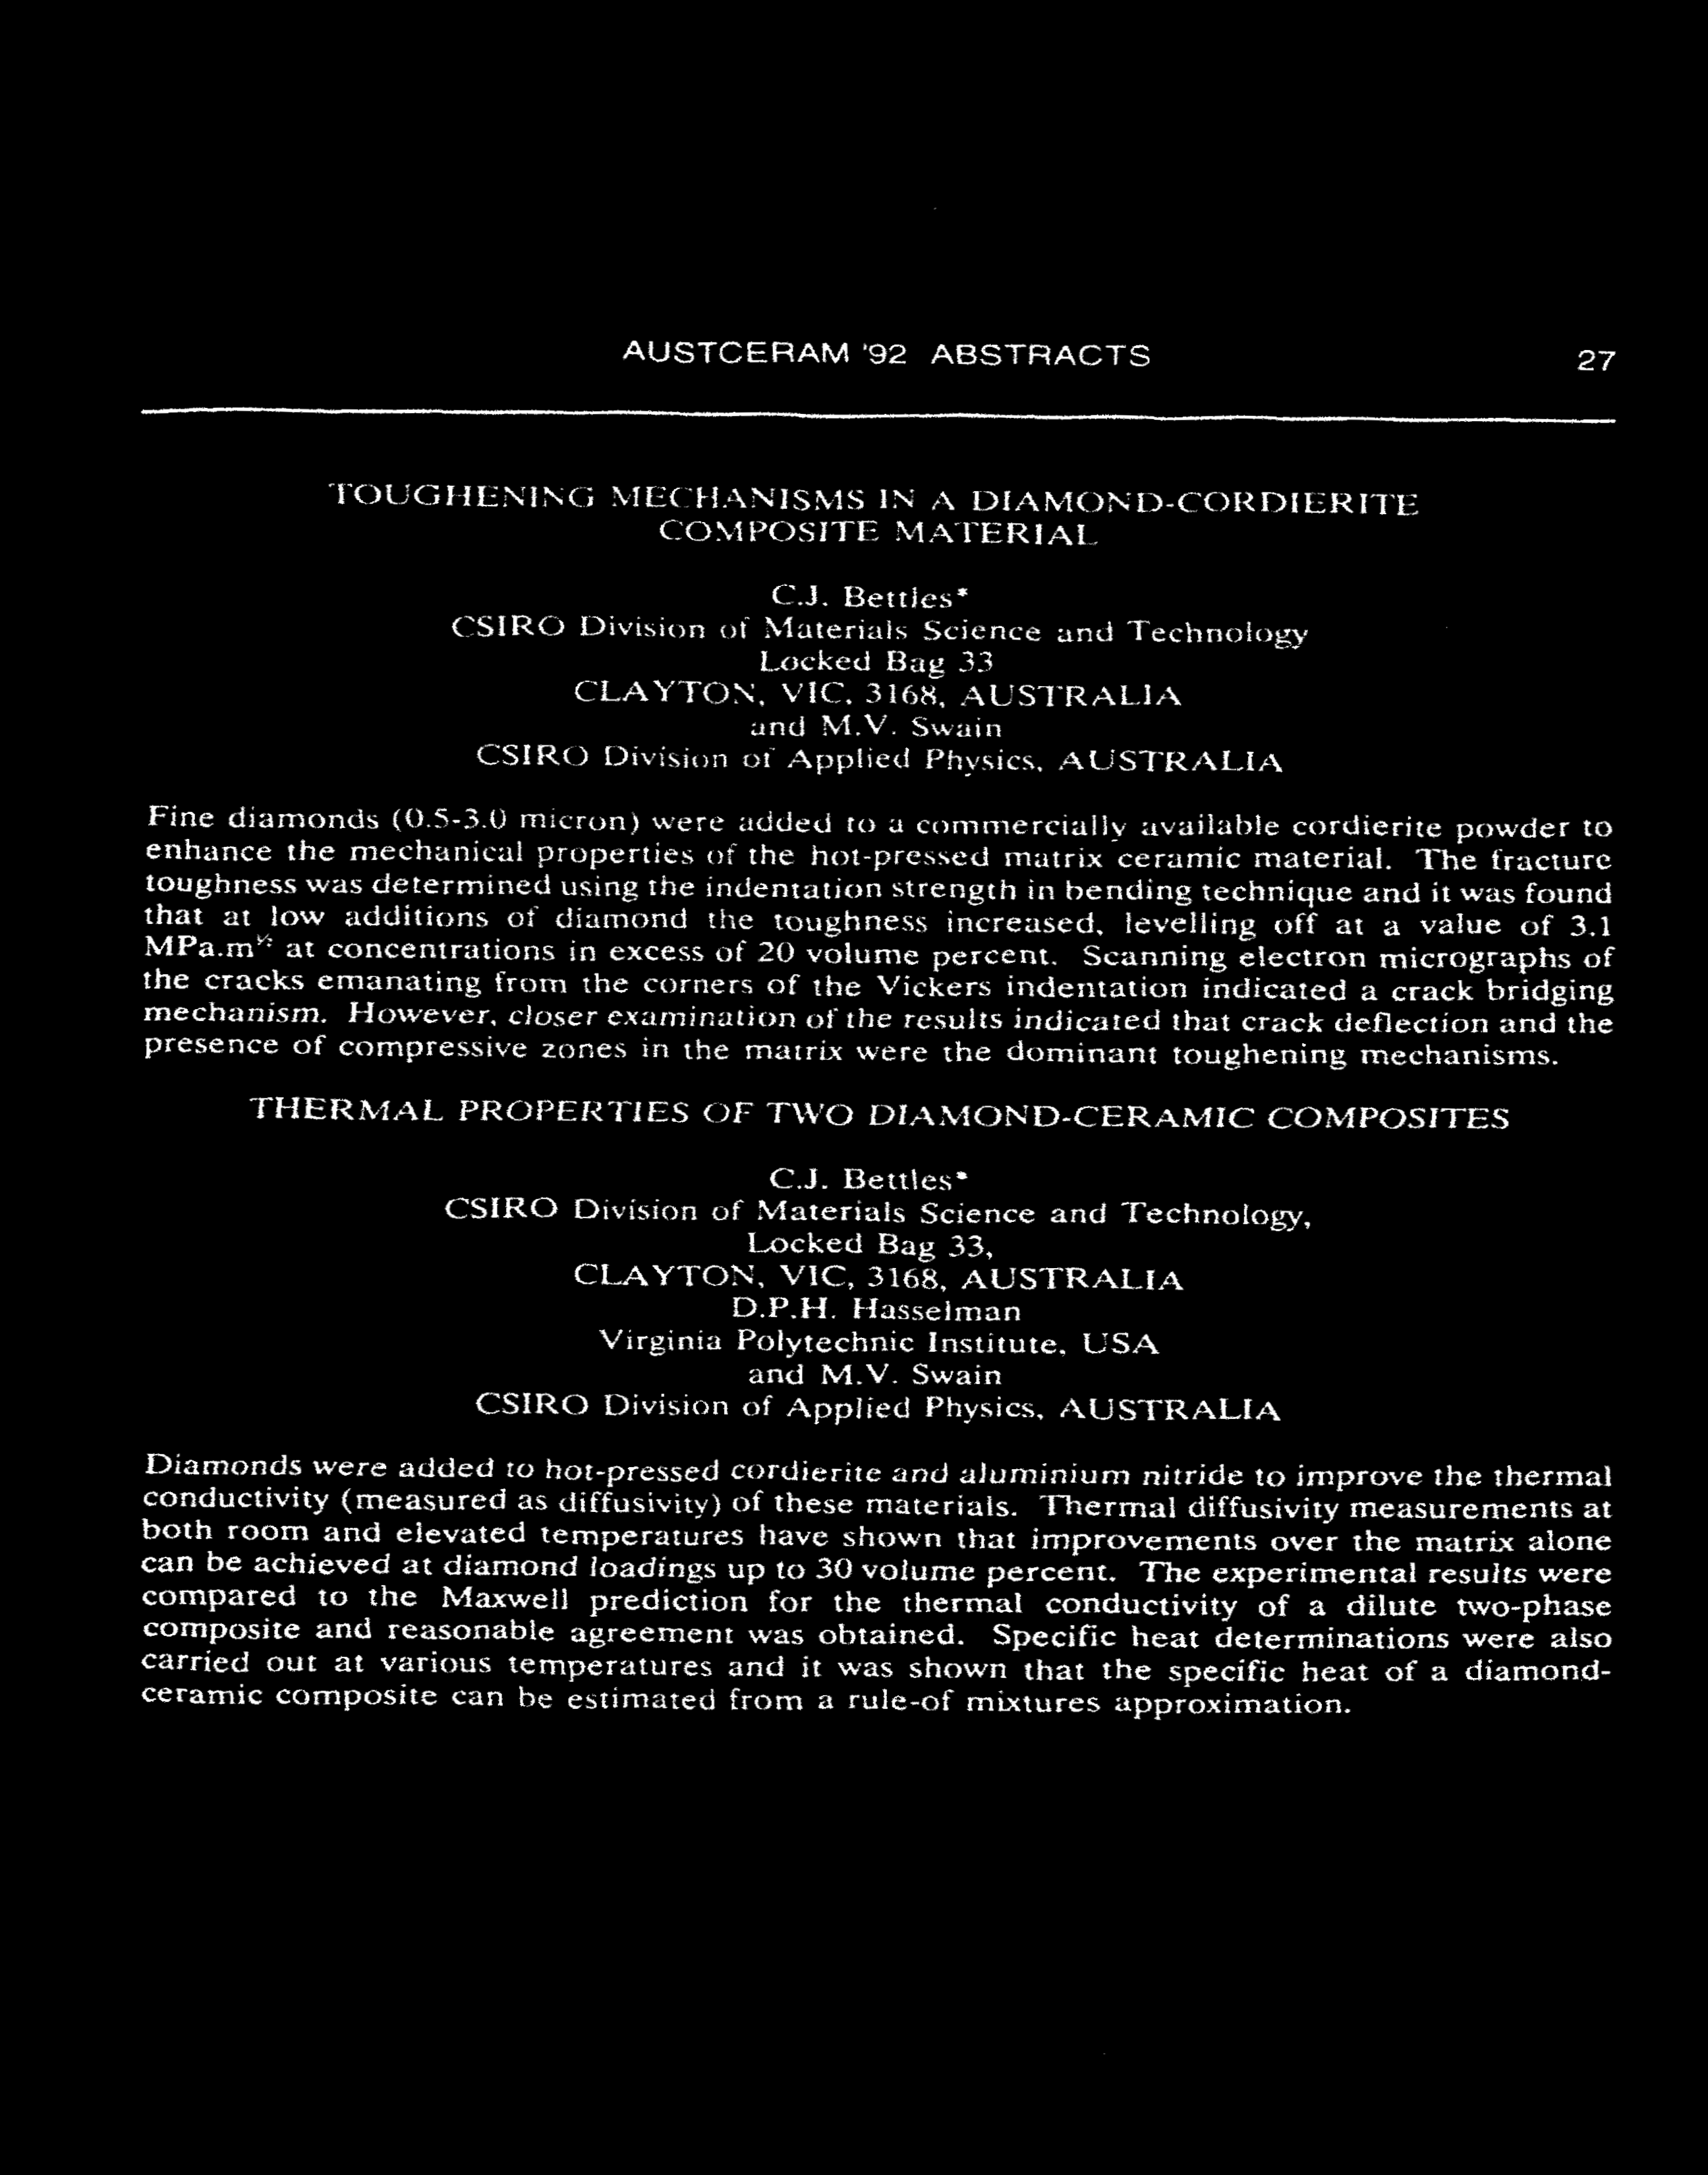 AUSTCERAM '92 ABSTRACTS 27
TOUGHENING MECHANISMS IN A DIAMOND-CORDIERITE
COMPOSITE MATERIAL
C.J. Bettles*
CSIRO Division of Materials Science and Technology
Locked Bag 33
CLAYTON, VIC, 3168, AUSTRALIA
and M.V. Swain
CSIRO Division of Applied Physics, AUSTRALIA
Fine diamonds (0.5-3.0 micron) were added to a commercially available cordierite powder to
enhance the mechanical properties of the hot-pressed matrix ceramic material. The fracture
toughness was determined using the indentation strength in bending technique and it was found
that at low additions of diamond the toughness increased, levelling off at a value of 3.1
MPa.m½ at concentrations in excess of 20 volume percent. Scanning electron micrographs of
the cracks emanating from the corners of the Vickers indentation indicated a crack bridging
mechanism. However, closer examination of the results indicated that crack deflection and the
presence of compressive zones in the matrix were the dominant toughening mechanisms.
THERMAL PROPERTIES OF TWO DIAMOND-CERAMIC COMPOSITES
C.J. Bettles*
CSIRO Division of Materials Science and Technology,
Locked Bag 33,
CLAYTON, VIC, 3168, AUSTRALIA
D.P.H. Hasselman
Virginia Polytechnic Institute, USA
and M.V. Swain
CSIRO Division of Applied Physics, AUSTRALIA
Diamonds were added to hot-pressed cordierite and aluminium nitride to improve the thermal
conductivity (measured as diffusivity) of these materials. Thermal diffusivity measurements at
both room and elevated temperatures have shown that improvements over the matrix alone
can be achieved at diamond loadings up to 30 volume percent. The experimental results were
compared to the Maxwell prediction for the thermal conductivity of a dilute two-phase
composite and reasonable agreement was obtained. Specific heat determinations were also
carried out at various temperatures and it was shown that the specific heat of a diamond-
ceramic composite can be estimated from a rule-of mixtures approximation.